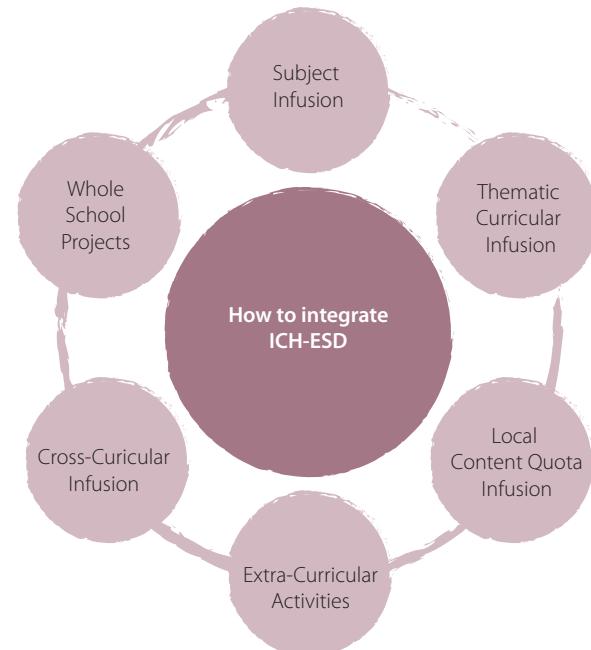 Subject
Infusion
Thematic
Curricular
Infusion
Local
Content Quota
Infusion
Extra-Curricular
Activities
Cross-Curicular
Infusion
Whole
School
Projects
How to integrate
ICH-ESD